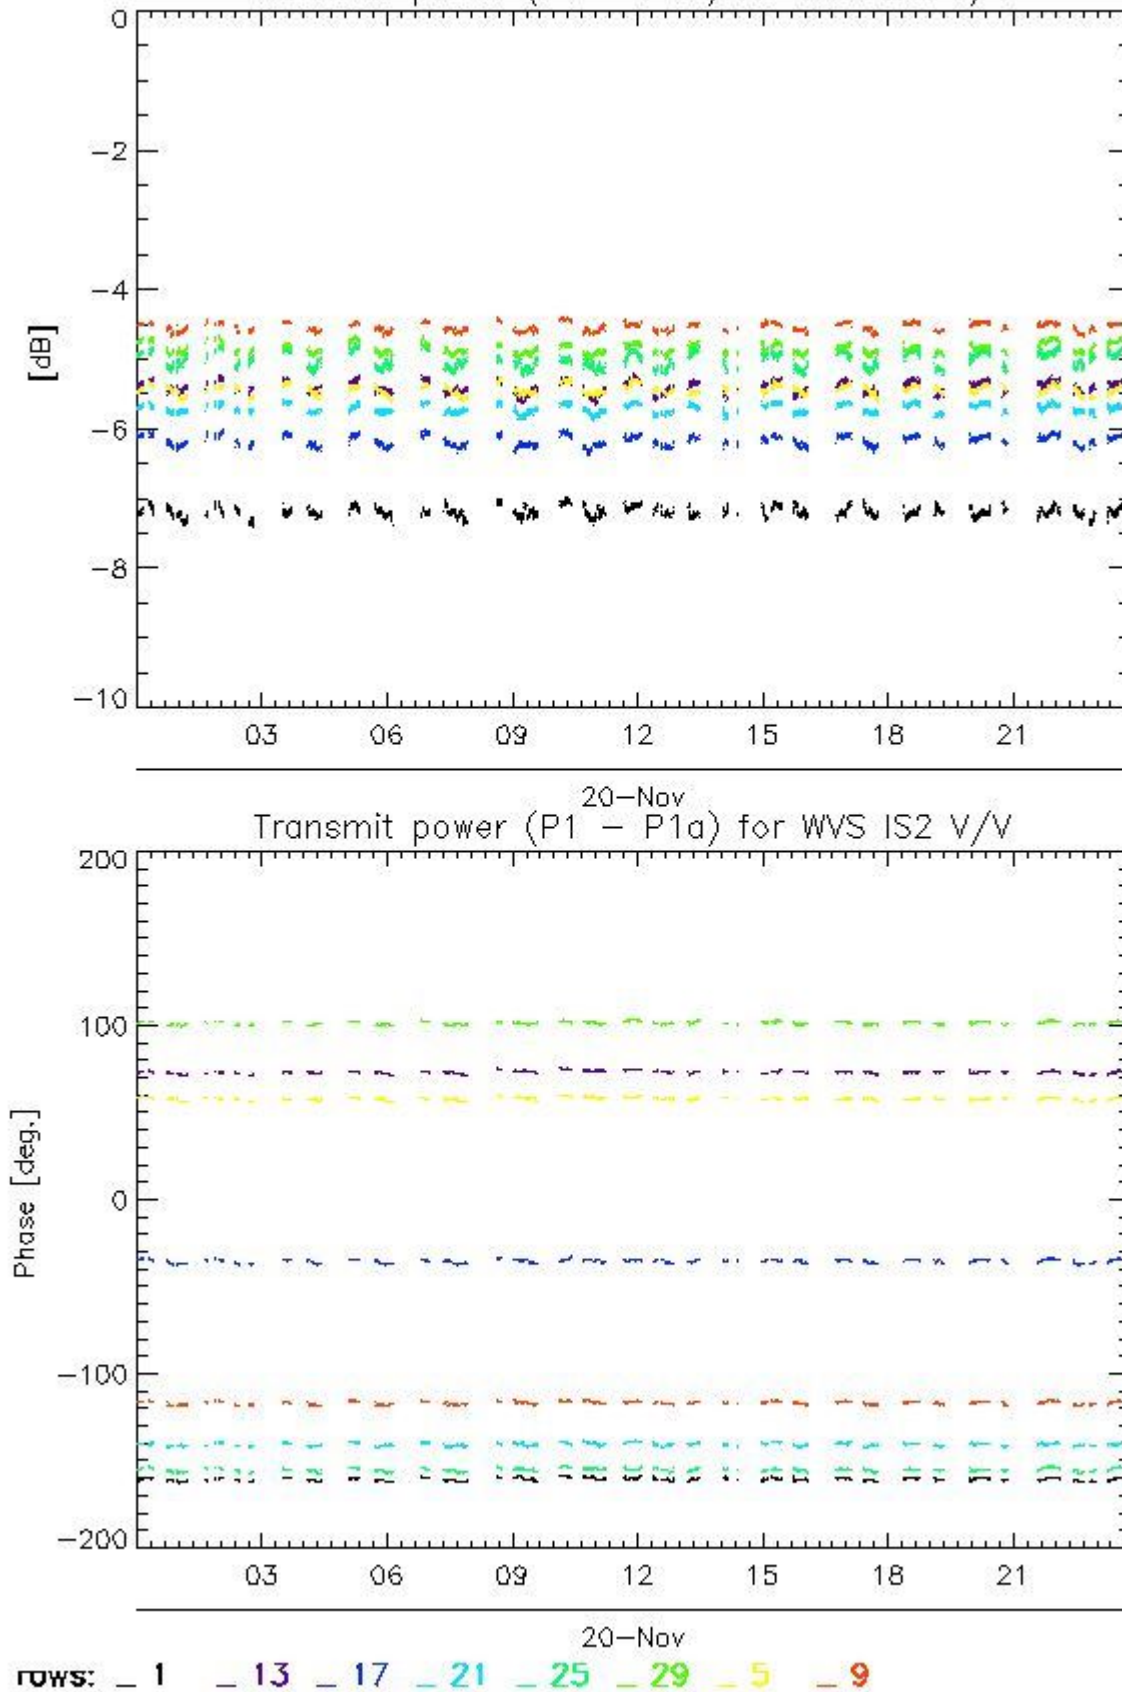 0
-2
-4
[dB]
-6
-8
-10
03 06 09 12 15 18 21
20-Nov
Transmit power (P1 - P1a) for WVS IS2 V/V
200
100
0
Phase [deg.]
-100
-200
03 06 09 12 15 18 21
20-Nov
rows: _ 1 _ 13 _ 17 _ 21 _ 25 _ 29 _ 5 _ 9